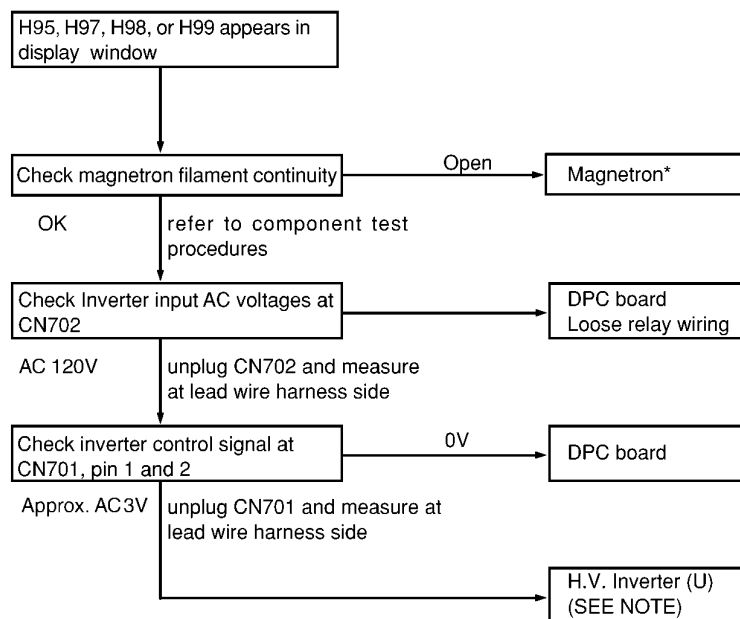 H95, H97, H98, or H99 appears in
display window
Check magnetron filament continuity
Open
Magnetron*
OK
refer to component test
procedures
Check Inverter input AC voltages at
CN702
DPC board
Loose relay wiring
AC 120V
unplug CN702 and measure
at lead wire harness side
Check inverter control signal at
CN701, pin 1 and 2
0V
DPC board
Approx. AC3V
unplug CN701 and measure at
lead wire harness side
H.V. Inverter (U)
(SEE NOTE)